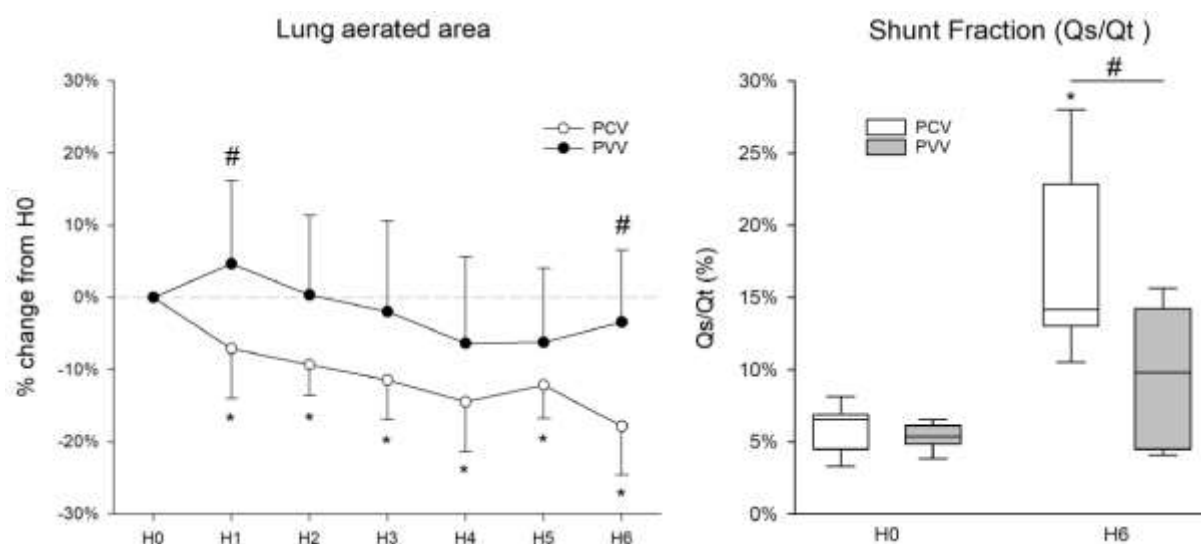 Lung aerated area
% change from H0
30%
20%
10%
0%
-10%
-20%
-30%
PCV
PVV
#
#
*
*
*
*
*
*
H0 H1 H2 H3 H4 H5 H6
Shunt Fraction (Qs/Qt )
Qs/Qt (%)
30%
25%
20%
15%
10%
5%
0%
PCV
PVV
#
*
H0 H6